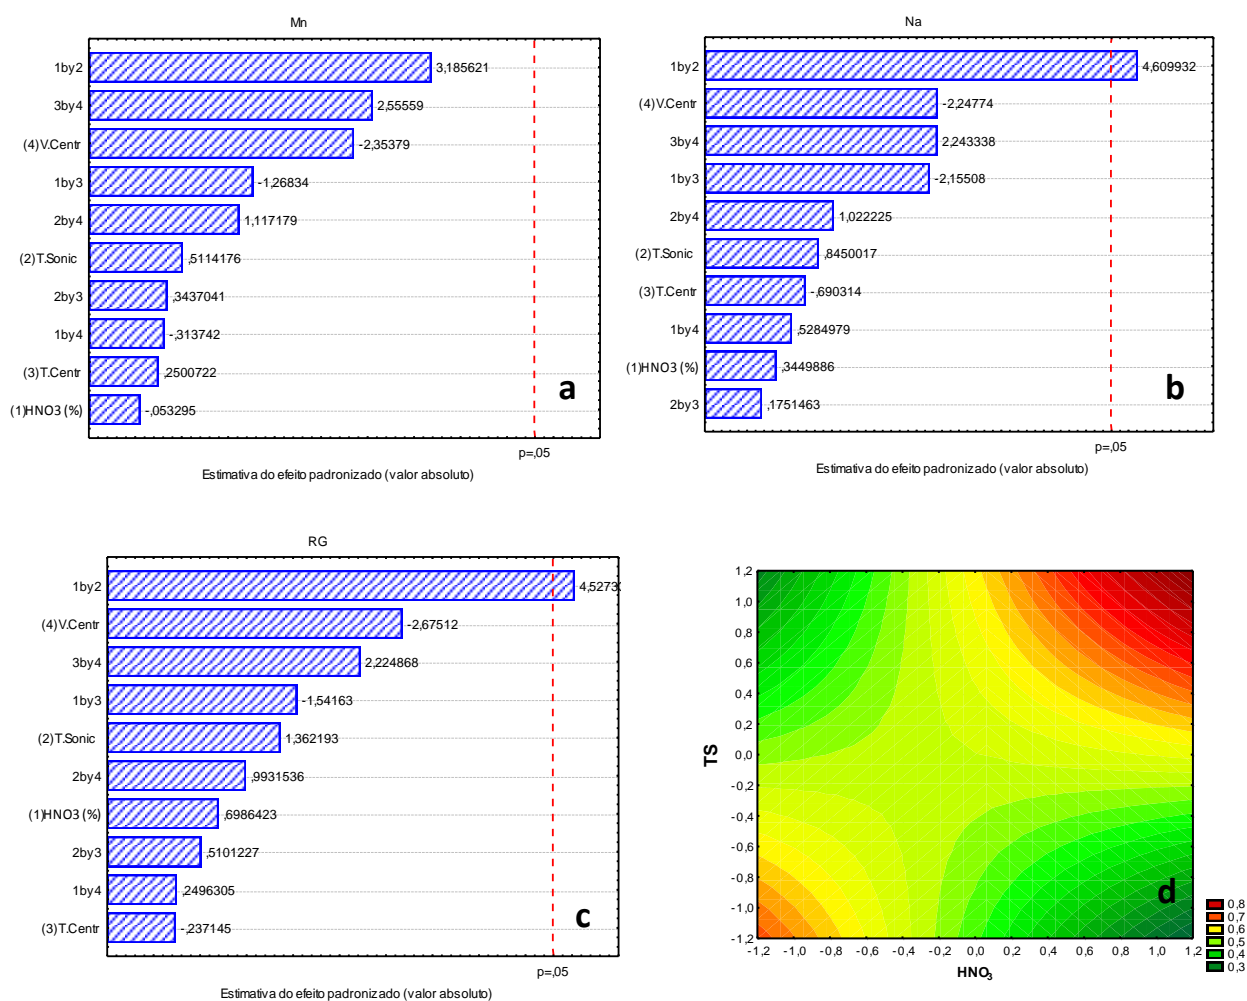 Mn
1by2
3,185621
3by4
2,55559
(4)V.Centr
-2,35379
1by3
-1,26834
2by4
1,117179
(2)T.Sonic
,5114176
2by3
,3437041
1by4
-,313742
(3)T.Centr
,2500722
(1)HNO3 (%)
-,053295
a
p=,05
Estimativa do efeito padronizado (valor absoluto)
Na
1by2
4,609932
(4)V.Centr
-2,24774
3by4
2,243338
1by3
-2,15508
2by4
1,022225
(2)T.Sonic
,8450017
(3)T.Centr
-,690314
1by4
,5284979
(1)HNO3 (%)
,3449886
2by3
,1751463
b
p=,05
Estimativa do efeito padronizado (valor absoluto)
RG
1by2
4,5273
(4)V.Centr
-2,67512
3by4
2,224868
1by3
-1,54163
(2)T.Sonic
1,362193
2by4
,9931536
(1)HNO3 (%)
,6986423
2by3
,5101227
1by4
,2496305
(3)T.Centr
-,237145
c
p=,05
Estimativa do efeito padronizado (valor absoluto)
1,2
1,0
0,8
0,6
0,4
0,2
0,0
-0,2
-0,4
-0,6
-0,8
-1,0
-1,2
TS
-1,2 -1,0 -0,8 -0,6 -0,4 -0,2 0,0 0,2 0,4 0,6 0,8 1,0 1,2
HNO₃
d
0,8
0,7
0,6
0,5
0,4
0,3